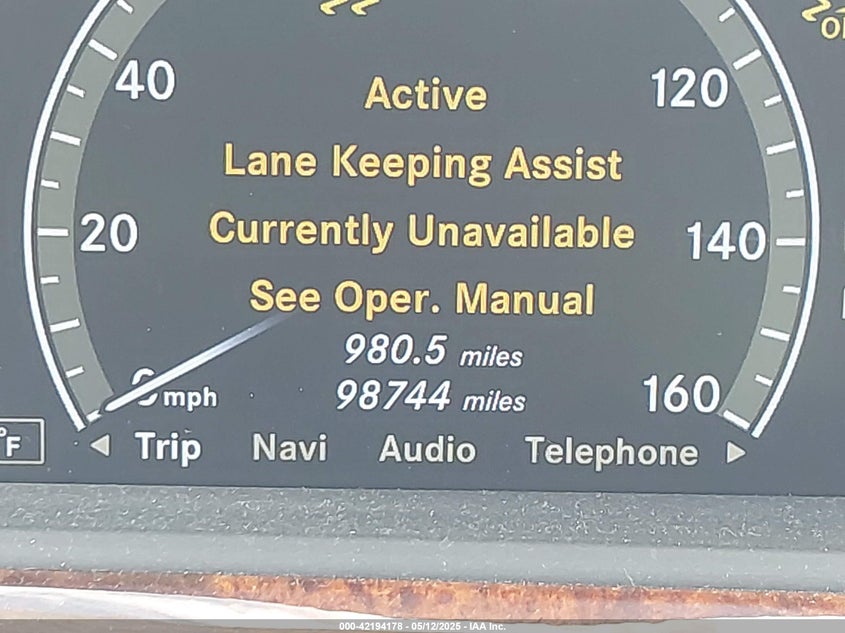 40
120
Active
Lane Keeping Assist
20
Currently Unavailable
140
See Oper. Manual
980.5 miles
0 mph
98744 miles
160
°F
Trip Navi Audio Telephone
000-42194178 - 05/12/2025 - IAA Inc.